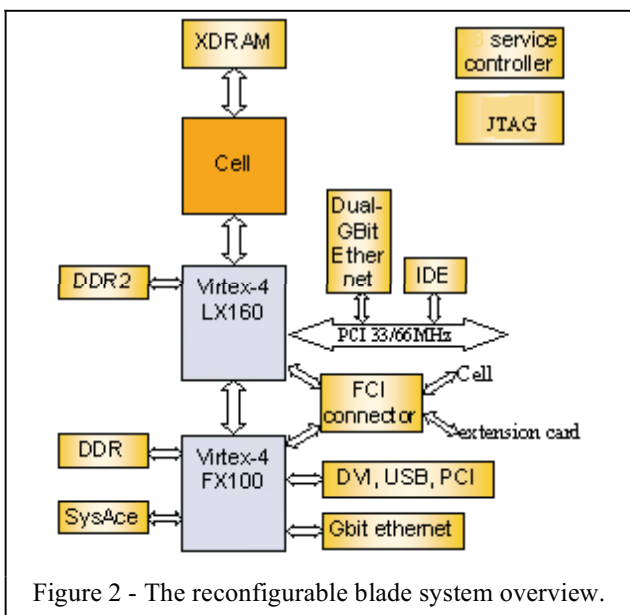 XDRAM
8 service
controller
JTAG
Cell
Dual-
GBit
Ether
net
IDE
DDR2
Virtex-4
LX160
PCI 33/66MHz
Cell
FCI
connector
extension card
DDR
Virtex-4
FX100
DVI, USB, PCI
SysAce
Gbit ethernet
Figure 2 - The reconfigurable blade system overview.